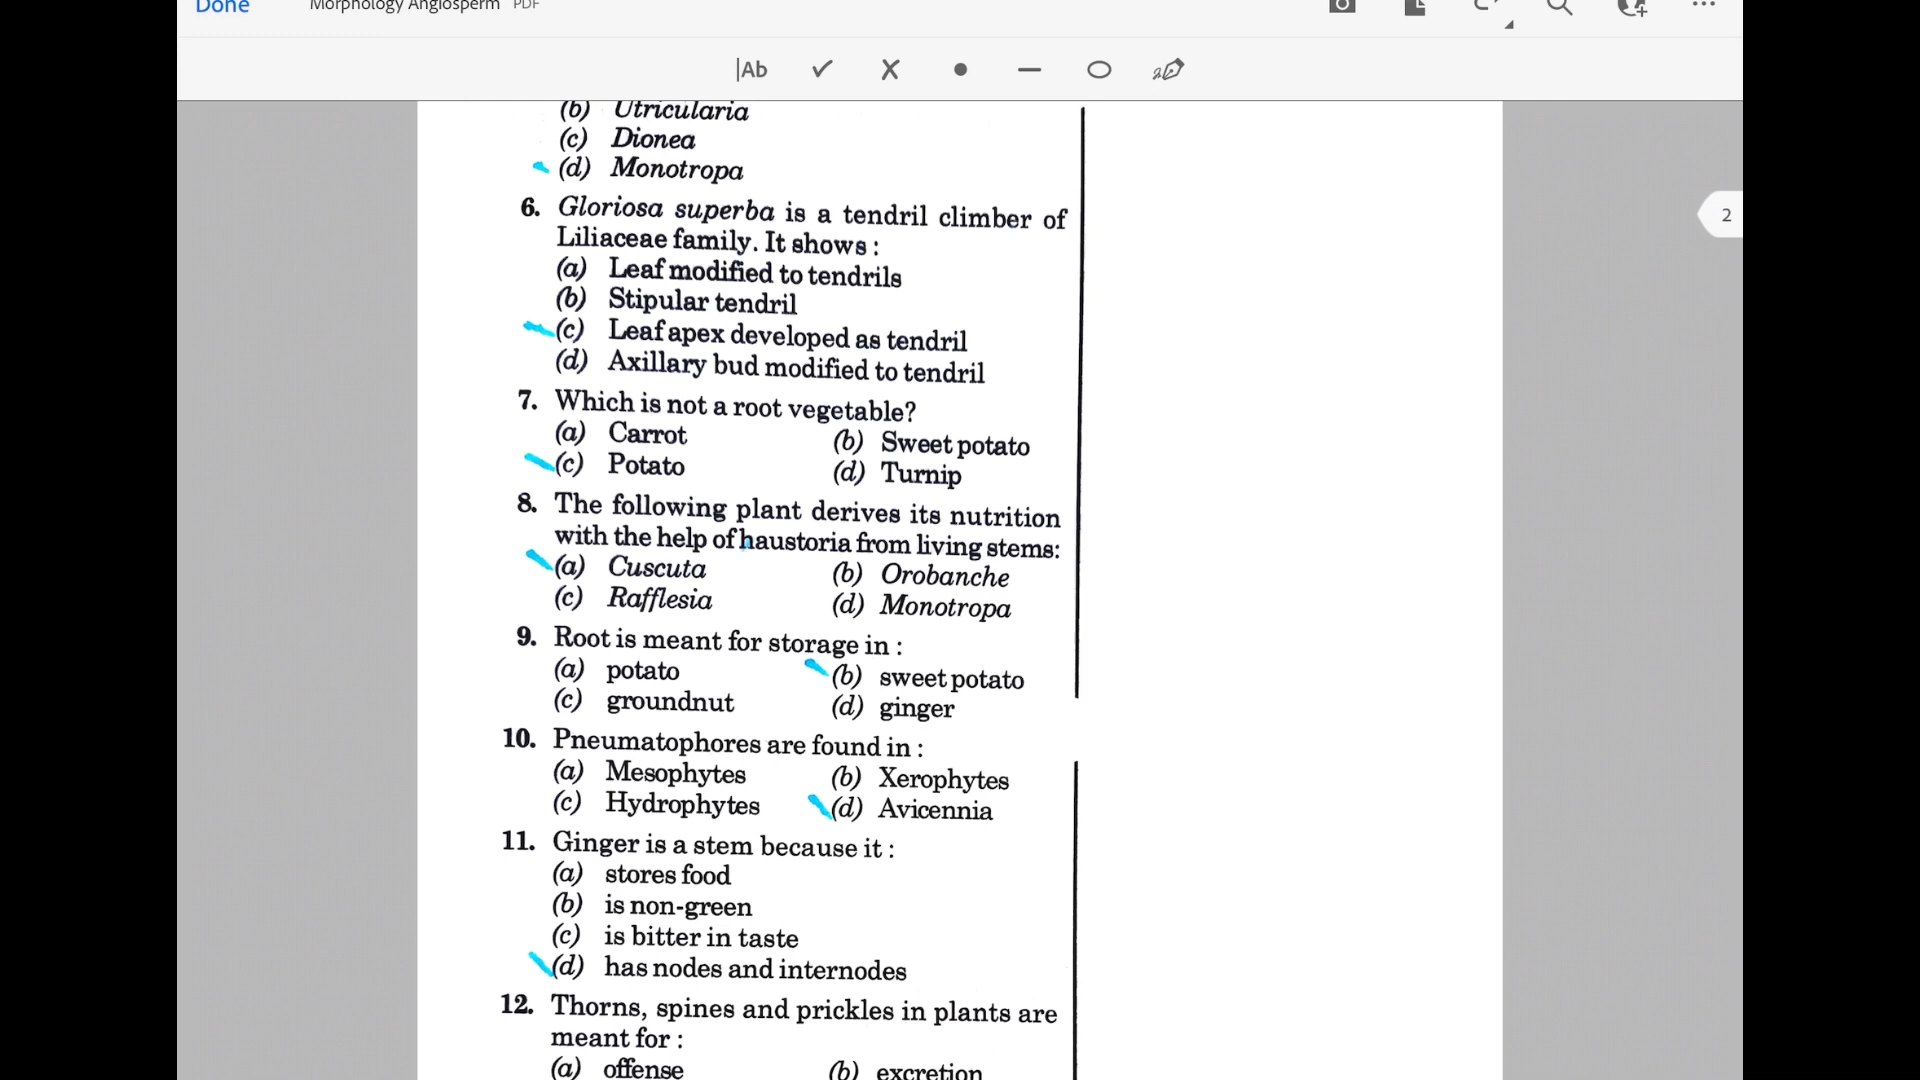 Done Morphology Angiosperm PDF
|Ab
2
(b) Utricularia
(c) Dionea
(d) Monotropa
6. Gloriosa superba is a tendril climber of
Liliaceae family. It shows :
(a) Leaf modified to tendrils
(b) Stipular tendril
(c) Leaf apex developed as tendril
(d) Axillary bud modified to tendril
7. Which is not a root vegetable?
(a) Carrot (b) Sweet potato
(c) Potato (d) Turnip
8. The following plant derives its nutrition
with the help of haustoria from living stems:
(a) Cuscuta (b) Orobanche
(c) Rafflesia (d) Monotropa
9. Root is meant for storage in :
(a) potato (b) sweet potato
(c) groundnut (d) ginger
10. Pneumatophores are found in :
(a) Mesophytes (b) Xerophytes
(c) Hydrophytes (d) Avicennia
11. Ginger is a stem because it :
(a) stores food
(b) is non-green
(c) is bitter in taste
(d) has nodes and internodes
12. Thorns, spines and prickles in plants are
meant for :
(a) offense (b) excretion